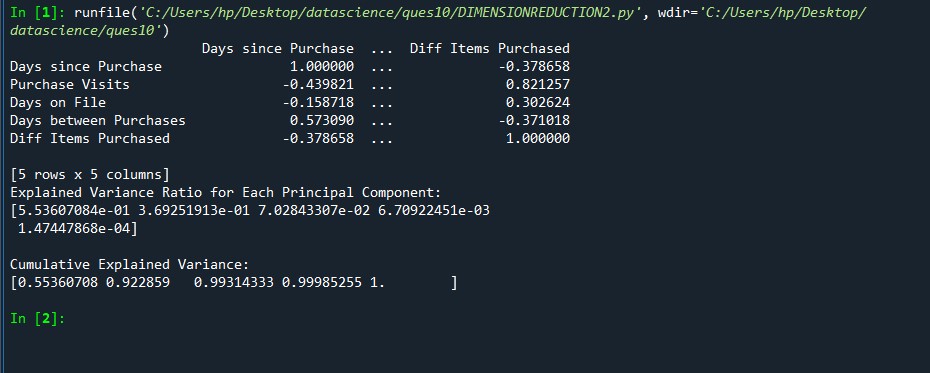 In [1]: runfile('C:/Users/hp/Desktop/datascience/ques10/DIMENSIONREDUCTION2.py', wdir='C:/Users/hp/Desktop/
datascience/ques10')
                         Days since Purchase  ...  Diff Items Purchased
Days since Purchase                 1.000000  ...             -0.378658
Purchase Visits                    -0.439821  ...              0.821257
Days on File                       -0.158718  ...              0.302624
Days between Purchases              0.573090  ...             -0.371018
Diff Items Purchased               -0.378658  ...              1.000000
[5 rows x 5 columns]
Explained Variance Ratio for Each Principal Component:
[5.53607084e-01 3.69251913e-01 7.02843307e-02 6.70922451e-03
 1.47447868e-04]
Cumulative Explained Variance:
[0.55360708 0.922859   0.99314333 0.99985255 1.        ]
In [2]: